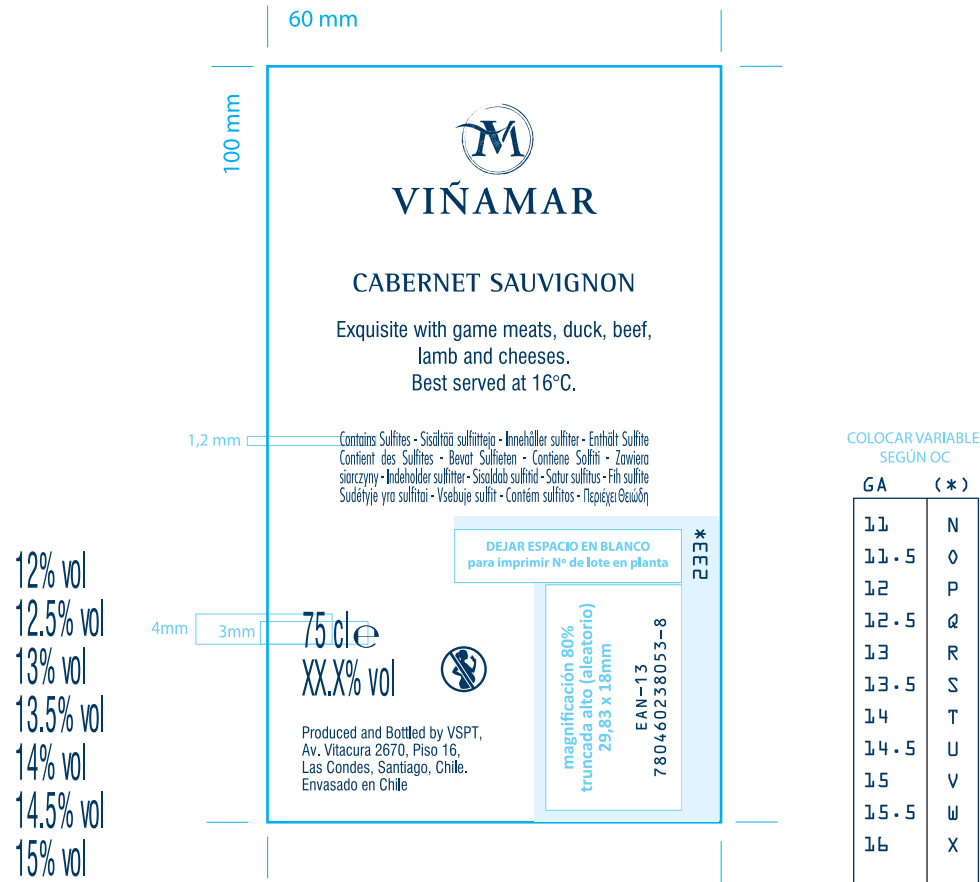 60 mm
100 mm
M
VIÑAMAR
CABERNET SAUVIGNON
Exquisite with game meats, duck, beef,
lamb and cheeses.
Best served at 16°C.
1,2 mm
Contains Sulfites - Sisältää sulfiitteja - Innehåller sulfiter - Enthält Sulfite
Contient des Sulfites - Bevat Sulfieten - Contiene Solfiti - Zawiera
siarczyny - Indeholder sulfitter - Sisaldab sulfitid - Satur sulfitus - Fih sulfite
Sudétyje yra sulfitai - Vsebuje sulfit - Contém sulfitos - Περιέχει Θειώδη
DEJAR ESPACIO EN BLANCO
para imprimir Nº de lote en planta
*332
4mm
3mm
75 cl e
XX.X% vol
magnificación 80%
truncada alto (aleatorio)
29,83 x 18mm
EAN-13
780460238053-8
Produced and Bottled by VSPT,
Av. Vitacura 2670, Piso 16,
Las Condes, Santiago, Chile.
Envasado en Chile
12% vol
12.5% vol
13% vol
13.5% vol
14% vol
14.5% vol
15% vol
COLOCAR VARIABLE
SEGÚN OC
GA (*)
11 N
11.5 O
12 P
12.5 Q
13 R
13.5 S
14 T
14.5 U
15 V
15.5 W
16 X